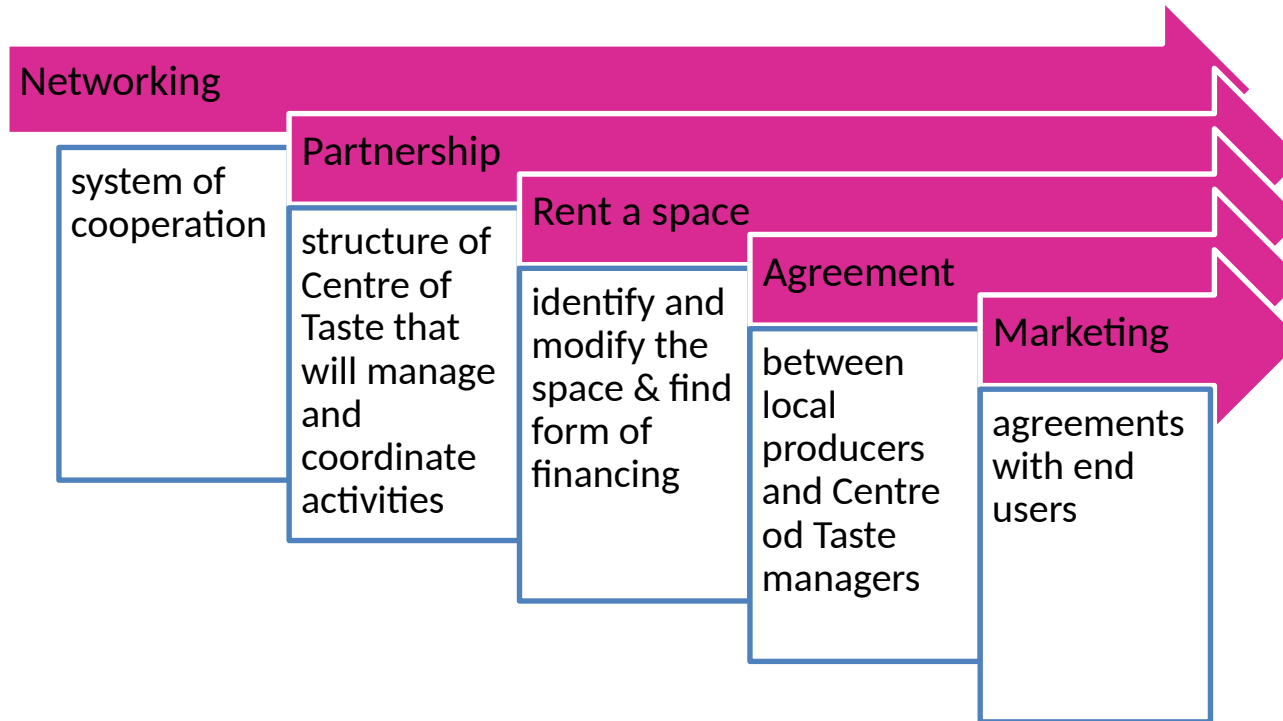 Networking
system of
cooperation
Partnership
structure of
Centre of
Taste that
will manage
and
coordinate
activities
Rent a space
identify and
modify the
space & find
form of
financing
Agreement
between
local
producers
and Centre
od Taste
managers
Marketing
agreements
with end
users